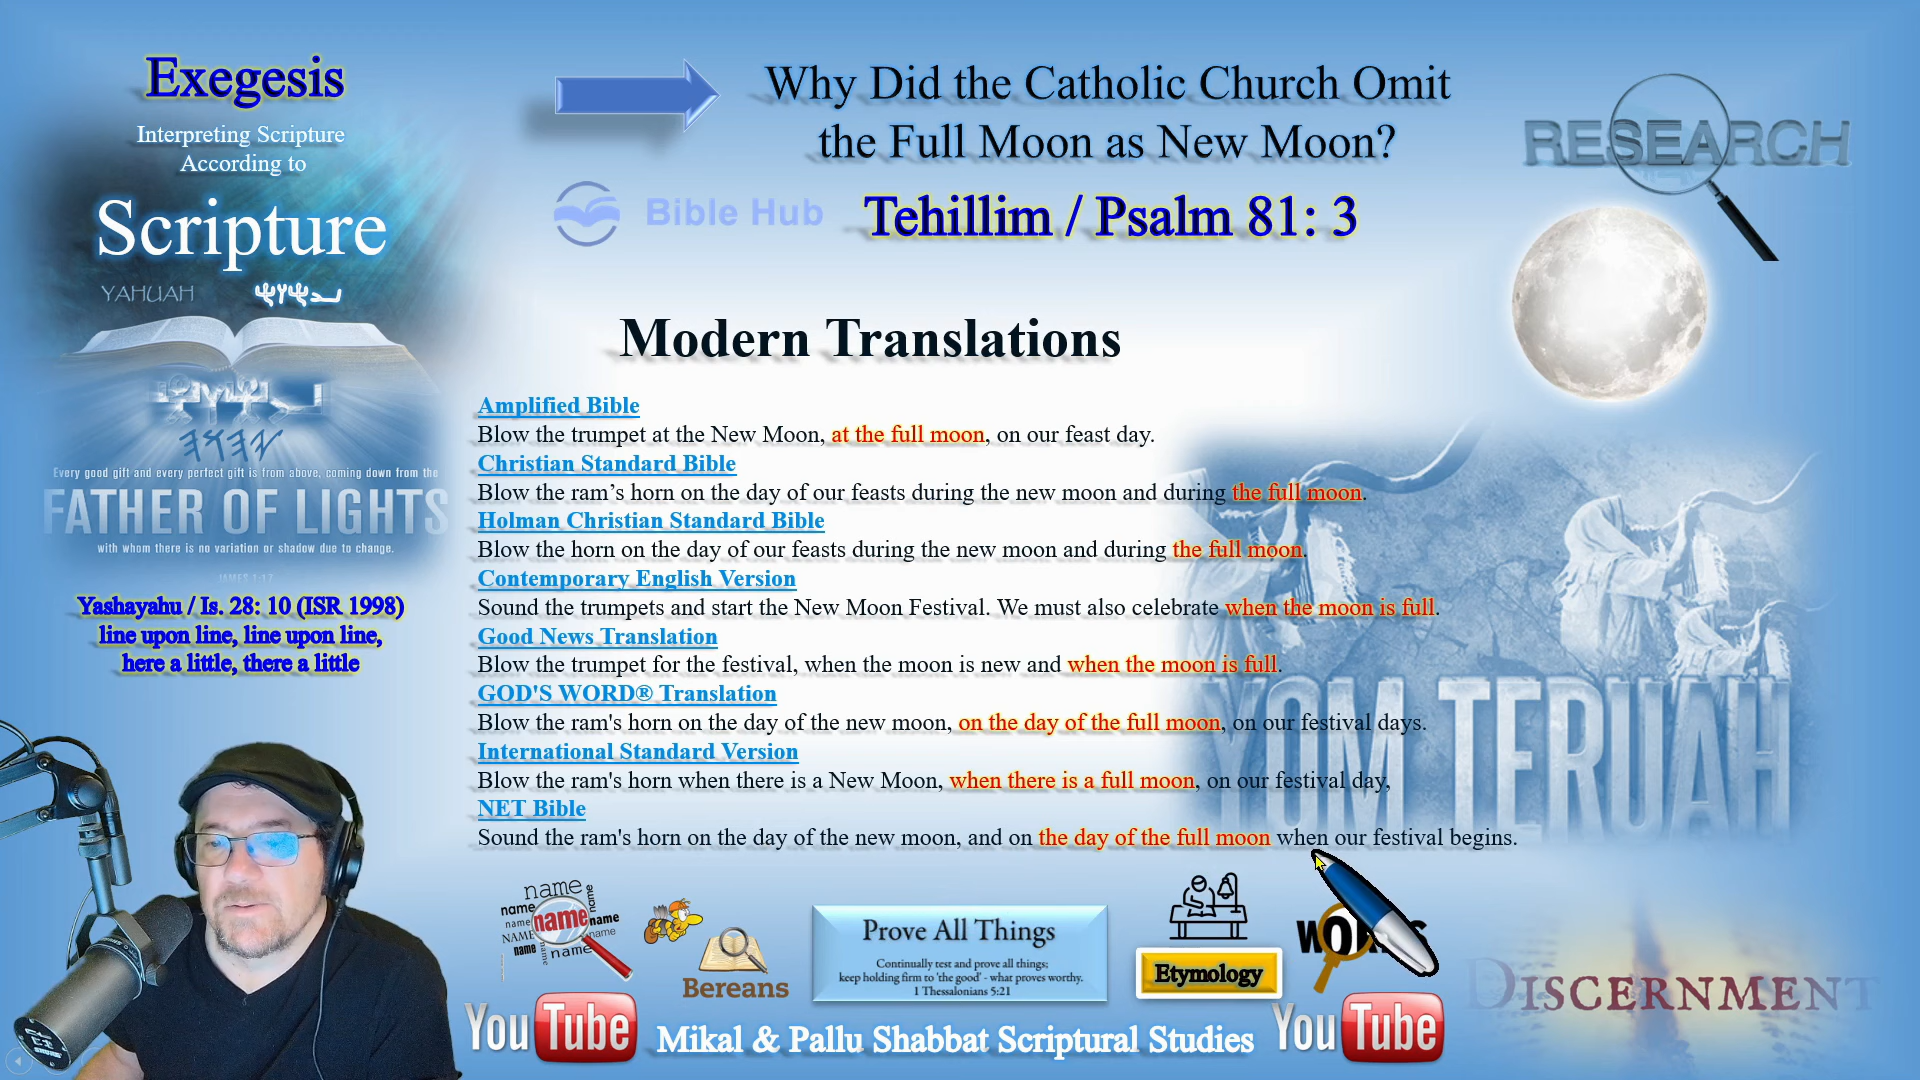 Exegesis
Interpreting Scripture
According to
Scripture
YAHUAH
𐤉𐤄𐤅𐤄
Every good gift and every perfect gift is from above, coming down from the
FATHER OF LIGHTS
with whom there is no variation or shadow due to change.
JAMES 1:17
Yashayahu / Is. 28: 10 (ISR 1998)
line upon line, line upon line,
here a little, there a little
Why Did the Catholic Church Omit
the Full Moon as New Moon?
Bible Hub
Tehillim / Psalm 81: 3
RESEARCH
Modern Translations
Amplified Bible
Blow the trumpet at the New Moon, at the full moon, on our feast day.
Christian Standard Bible
Blow the ram’s horn on the day of our feasts during the new moon and during the full moon.
Holman Christian Standard Bible
Blow the horn on the day of our feasts during the new moon and during the full moon.
Contemporary English Version
Sound the trumpets and start the New Moon Festival. We must also celebrate when the moon is full.
Good News Translation
Blow the trumpet for the festival, when the moon is new and when the moon is full.
GOD'S WORD® Translation
Blow the ram's horn on the day of the new moon, on the day of the full moon, on our festival days.
International Standard Version
Blow the ram's horn when there is a New Moon, when there is a full moon, on our festival day,
NET Bible
Sound the ram's horn on the day of the new moon, and on the day of the full moon when our festival begins.
YOM TERUAH
name
name name name
name name name
NAME name
name name
Bereans
Prove All Things
Continually test and prove all things;
keep holding firm to 'the good' - what proves worthy.
1 Thessalonians 5:21
Etymology
DISCERNMENT
YouTube
Mikal & Pallu Shabbat Scriptural Studies
YouTube